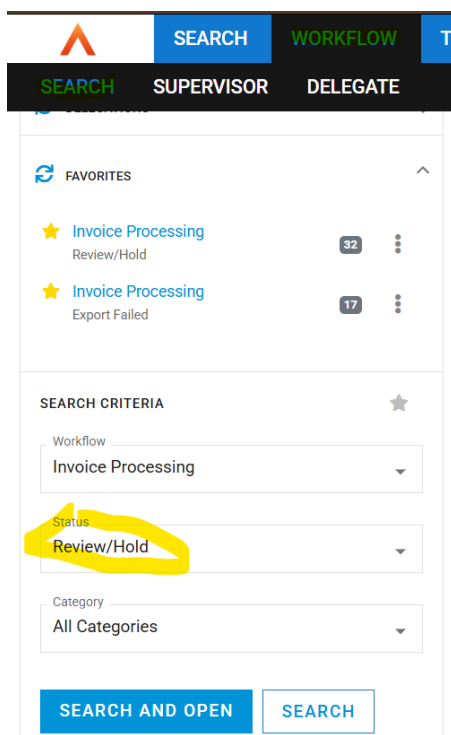 SEARCH WORKFLOW
SEARCH SUPERVISOR DELEGATE
FAVORITES
Invoice Processing
Review/Hold
32
Invoice Processing
Export Failed
17
SEARCH CRITERIA
Workflow
Invoice Processing
Status
Review/Hold
Category
All Categories
SEARCH AND OPEN SEARCH